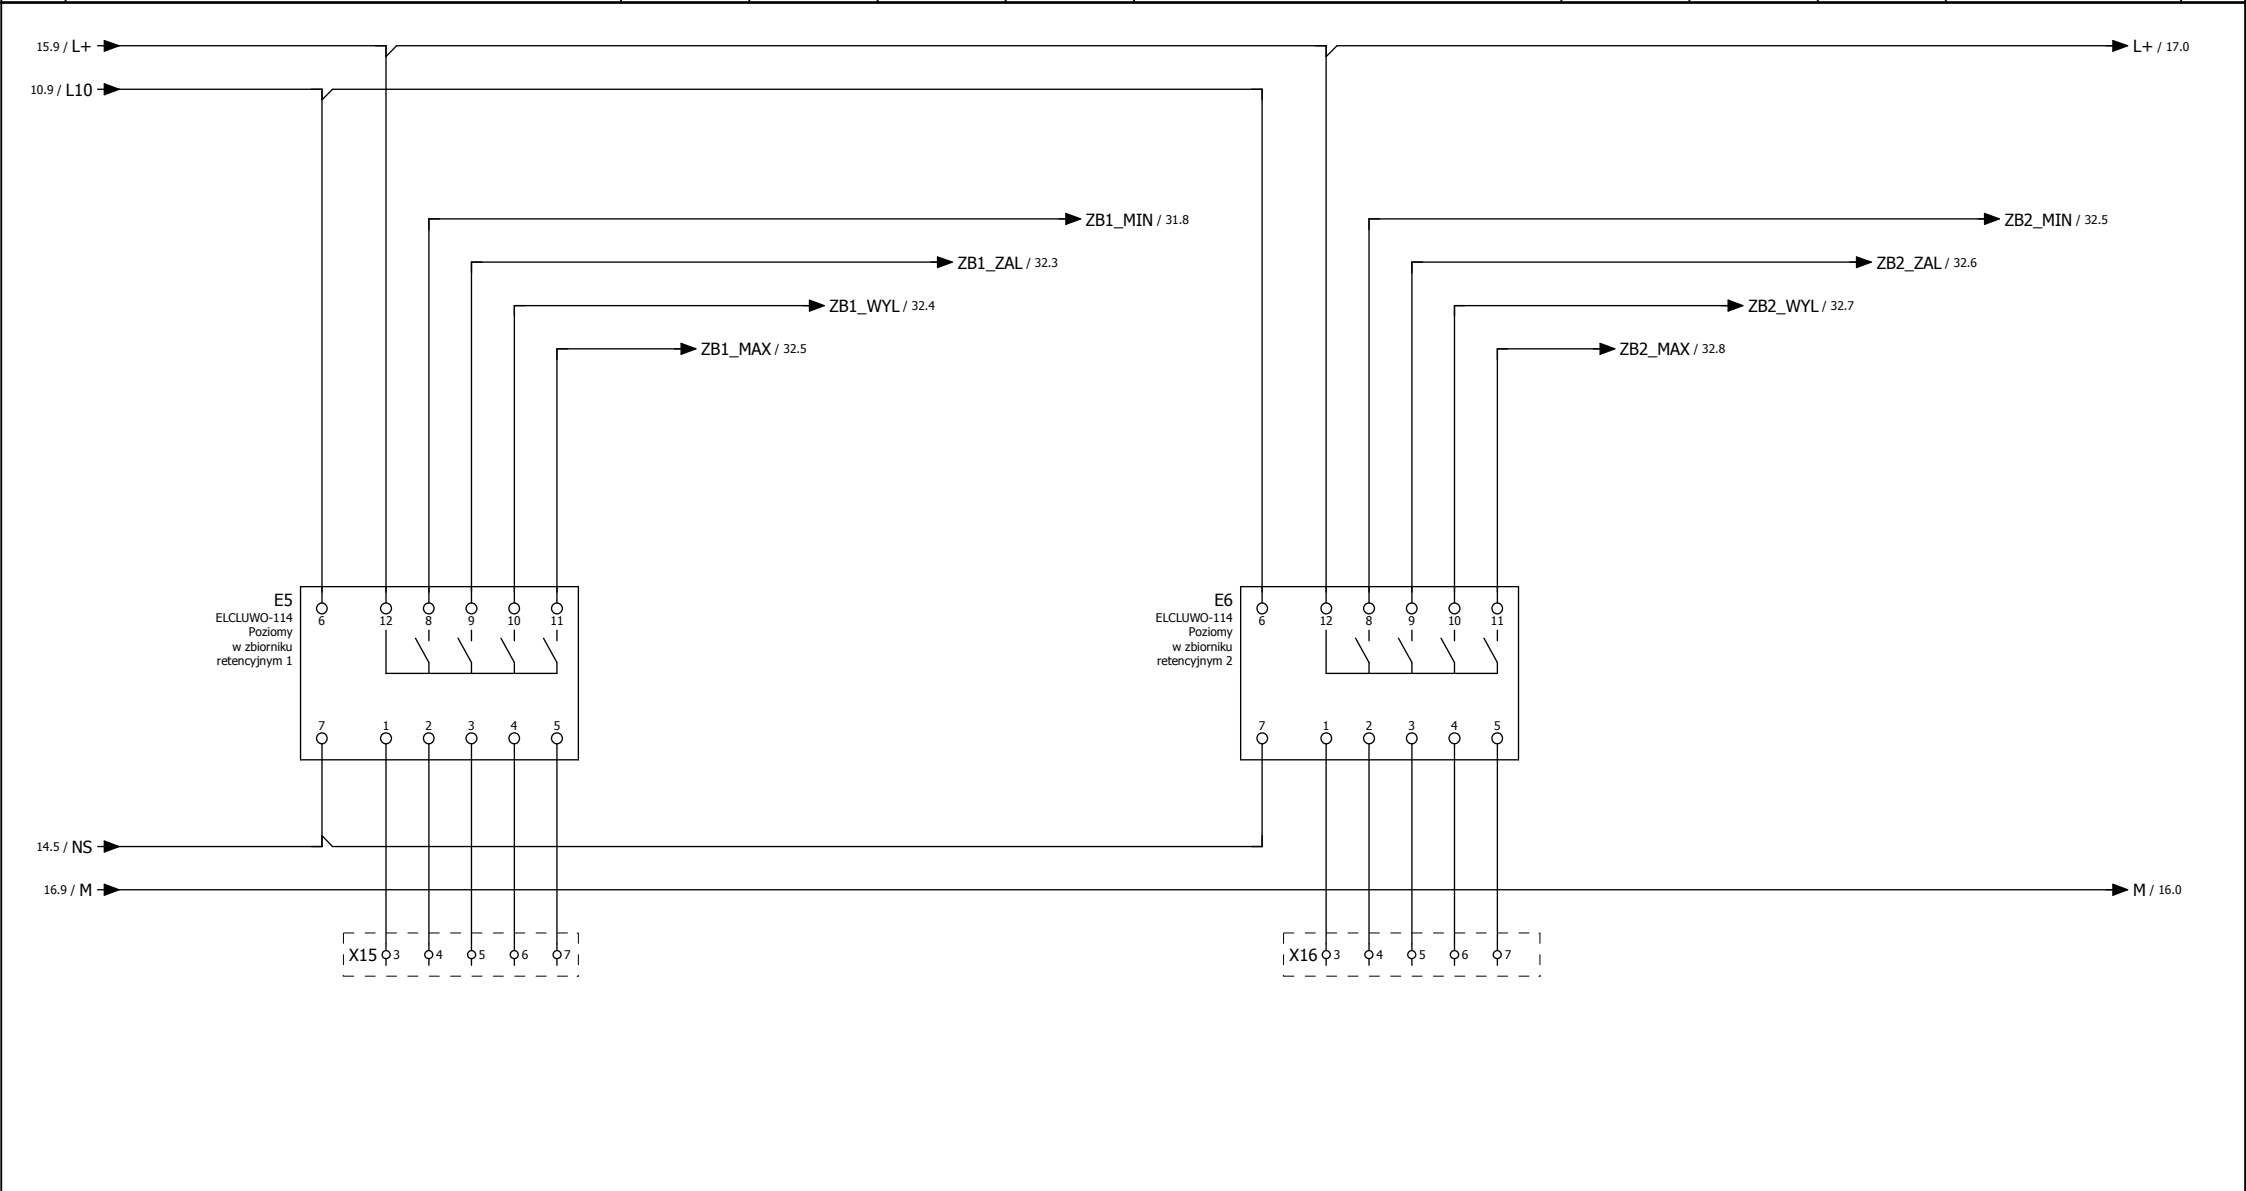 15.9 / L+
L+ / 17.0
10.9 / L10
ZB1_MIN / 31.8
ZB2_MIN / 32.5
ZB1_ZAL / 32.3
ZB2_ZAL / 32.6
ZB1_WYL / 32.4
ZB2_WYL / 32.7
ZB1_MAX / 32.5
ZB2_MAX / 32.8
E5
ELCLUWO-114
Poziomy
w zbiorniku
retencyjnym 1
6 12 8 9 10 11
7 1 2 3 4 5
E6
ELCLUWO-114
Poziomy
w zbiorniku
retencyjnym 2
6 12 8 9 10 11
7 1 2 3 4 5
14.5 / NS
16.9 / M
M / 16.0
X15 3 4 5 6 7
X16 3 4 5 6 7